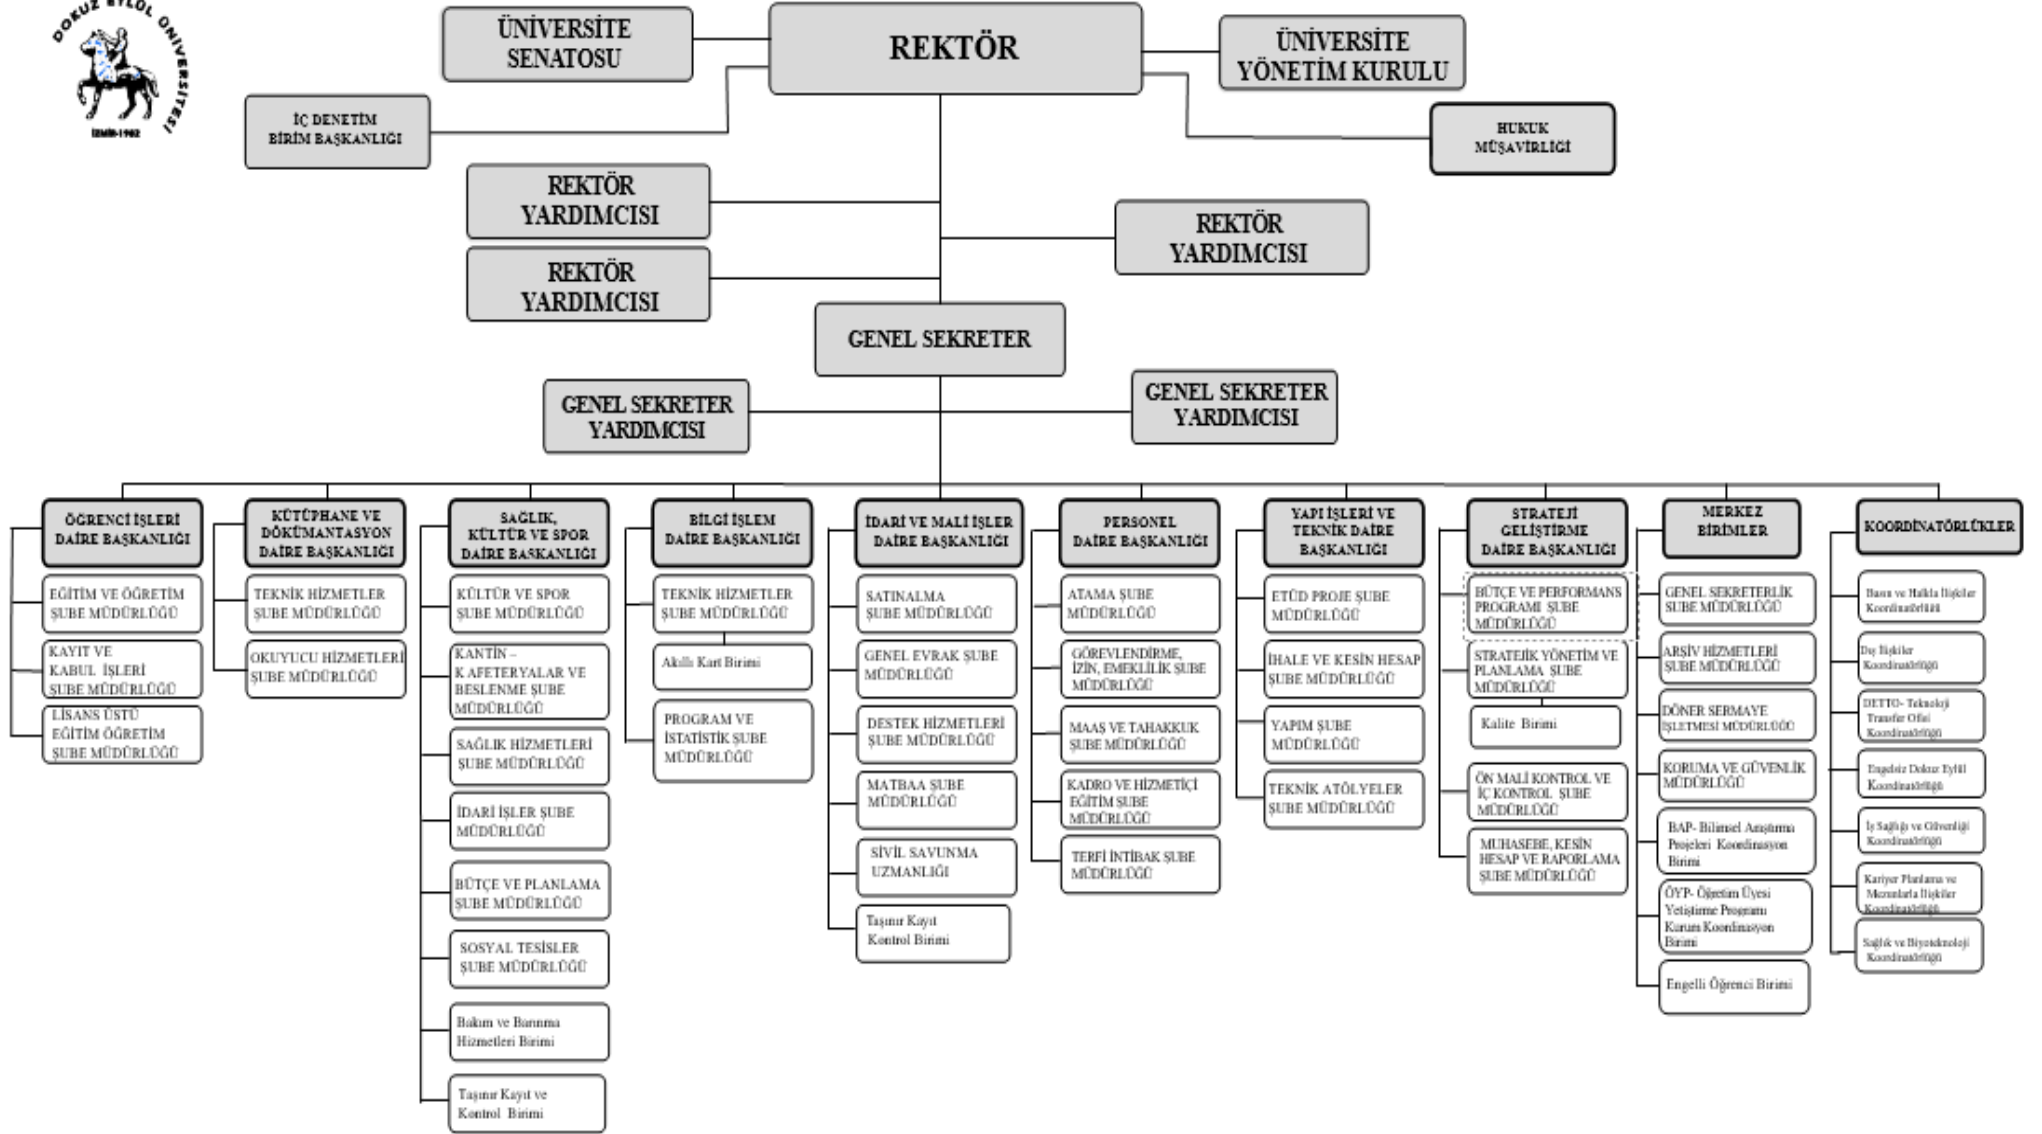 DOKUZ EYLÜL ÜNİVERSİTESİ
İZMİR-1982
ÜNİVERSİTE
SENATOSU
REKTÖR
ÜNİVERSİTE
YÖNETİM KURULU
İÇ DENETİM
BİRİM BAŞKANLIĞI
HUKUK
MÜŞAVİRLİĞİ
REKTÖR
YARDIMCISI
REKTÖR
YARDIMCISI
REKTÖR
YARDIMCISI
GENEL SEKRETER
GENEL SEKRETER
YARDIMCISI
GENEL SEKRETER
YARDIMCISI
ÖĞRENCİ İŞLERİ
DAİRE BAŞKANLIĞI
EĞİTİM VE ÖĞRETİM
ŞUBE MÜDÜRLÜĞÜ
KAYIT VE
KABUL İŞLERİ
ŞUBE MÜDÜRLÜĞÜ
LİSANS ÜSTÜ
EĞİTİM ÖĞRETİM
ŞUBE MÜDÜRLÜĞÜ
KÜTÜPHANE VE
DÖKÜMANTASYON
DAİRE BAŞKANLIĞI
TEKNİK HİZMETLER
ŞUBE MÜDÜRLÜĞÜ
OKUYUCU HİZMETLERİ
ŞUBE MÜDÜRLÜĞÜ
SAĞLIK,
KÜLTÜR VE SPOR
DAİRE BAŞKANLIĞI
KÜLTÜR VE SPOR
ŞUBE MÜDÜRLÜĞÜ
KANTİN –
K AFETERYALAR VE
BESLENME ŞUBE
MÜDÜRLÜĞÜ
SAĞLIK HİZMETLERİ
ŞUBE MÜDÜRLÜĞÜ
İDARİ İŞLER ŞUBE
MÜDÜRLÜĞÜ
BÜTÇE VE PLANLAMA
ŞUBE MÜDÜRLÜĞÜ
SOSYAL TESİSLER
ŞUBE MÜDÜRLÜĞÜ
Bakım ve Barınma
Hizmetleri Birimi
Taşınır Kayıt ve
Kontrol Birimi
BİLGİ İŞLEM
DAİRE BAŞKANLIĞI
TEKNİK HİZMETLER
ŞUBE MÜDÜRLÜĞÜ
Akıllı Kart Birimi
PROGRAM VE
İSTATİSTİK ŞUBE
MÜDÜRLÜĞÜ
İDARİ VE MALİ İŞLER
DAİRE BAŞKANLIĞI
SATINALMA
ŞUBE MÜDÜRLÜĞÜ
GENEL EVRAK ŞUBE
MÜDÜRLÜĞÜ
DESTEK HİZMETLERİ
ŞUBE MÜDÜRLÜĞÜ
MATBAA ŞUBE
MÜDÜRLÜĞÜ
SİVİL SAVUNMA
UZMANLIĞI
Taşınır Kayıt
Kontrol Birimi
PERSONEL
DAİRE BAŞKANLIĞI
ATAMA ŞUBE
MÜDÜRLÜĞÜ
GÖREVLENDİRME,
İZİN, EMEKLİLİK ŞUBE
MÜDÜRLÜĞÜ
MAAŞ VE TAHAKKUK
ŞUBE MÜDÜRLÜĞÜ
KADRO VE HİZMETİÇİ
EĞİTİM ŞUBE
MÜDÜRLÜĞÜ
TERFİ İNTİBAK ŞUBE
MÜDÜRLÜĞÜ
YAPI İŞLERİ VE
TEKNİK DAİRE
BAŞKANLIĞI
ETÜD PROJE ŞUBE
MÜDÜRLÜĞÜ
İHALE VE KESİN HESAP
ŞUBE MÜDÜRLÜĞÜ
YAPIM ŞUBE
MÜDÜRLÜĞÜ
TEKNİK ATÖLYELER
ŞUBE MÜDÜRLÜĞÜ
STRATEJİ
GELİŞTİRME
DAİRE BAŞKANLIĞI
BÜTÇE VE PERFORMANS
PROGRAMI ŞUBE
MÜDÜRLÜĞÜ
STRATEJİK YÖNETİM VE
PLANLAMA ŞUBE
MÜDÜRLÜĞÜ
Kalite Birimi
ÖN MALİ KONTROL VE
İÇ KONTROL ŞUBE
MÜDÜRLÜĞÜ
MUHASEBE, KESİN
HESAP VE RAPORLAMA
ŞUBE MÜDÜRLÜĞÜ
MERKEZ
BİRİMLER
GENEL SEKRETERLİK
ŞUBE MÜDÜRLÜĞÜ
ARŞİV HİZMETLERİ
ŞUBE MÜDÜRLÜĞÜ
DÖNER SERMAYE
İŞLETMESİ MÜDÜRLÜĞÜ
KORUMA VE GÜVENLİK
MÜDÜRLÜĞÜ
BAP- Bilimsel Araştırma
Projeleri Koordinasyon
Birimi
ÖYP- Öğretim Üyesi
Yetiştirme Programı
Kurum Koordinasyon
Birimi
Engelli Öğrenci Birimi
KOORDİNATÖRLÜKLER
Basın ve Halkla İlişkiler
Koordinatörlüğü
Dış İlişkiler
Koordinatörlüğü
DETTO- Teknoloji
Transfer Ofisi
Koordinatörlüğü
Engelsiz Dokuz Eylül
Koordinatörlüğü
İş Sağlığı ve Güvenliği
Koordinatörlüğü
Kariyer Planlama ve
Mezunlarla İlişkiler
Koordinatörlüğü
Sağlık ve Biyoteknoloji
Koordinatörlüğü